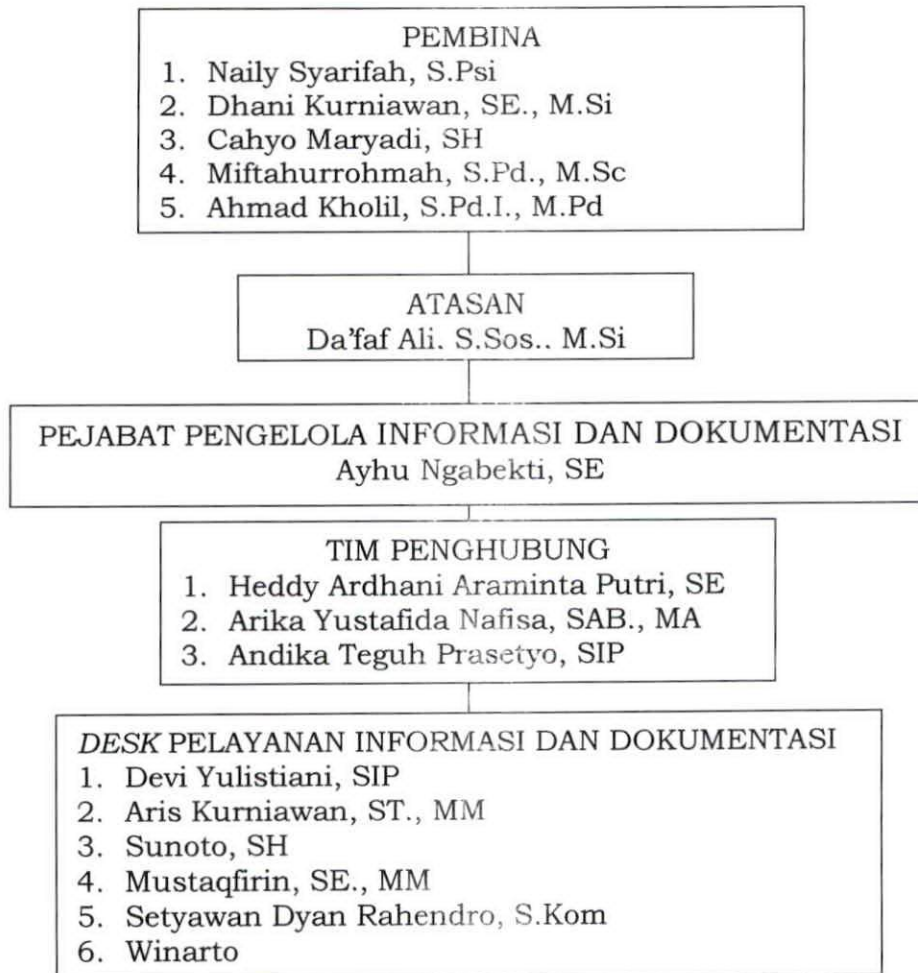 PEMBINA
1. Naily Syarifah, S.Psi
2. Dhani Kurniawan, SE., M.Si
3. Cahyo Maryadi, SH
4. Miftahurrohmah, S.Pd., M.Sc
5. Ahmad Kholil, S.Pd.I., M.Pd
ATASAN
Da'faf Ali. S.Sos.. M.Si
PEJABAT PENGELOLA INFORMASI DAN DOKUMENTASI
Ayhu Ngabekti, SE
TIM PENGHUBUNG
1. Heddy Ardhani Araminta Putri, SE
2. Arika Yustafida Nafisa, SAB., MA
3. Andika Teguh Prasetyo, SIP
DESK PELAYANAN INFORMASI DAN DOKUMENTASI
1. Devi Yulistiani, SIP
2. Aris Kurniawan, ST., MM
3. Sunoto, SH
4. Mustaqfirin, SE., MM
5. Setyawan Dyan Rahendro, S.Kom
6. Winarto